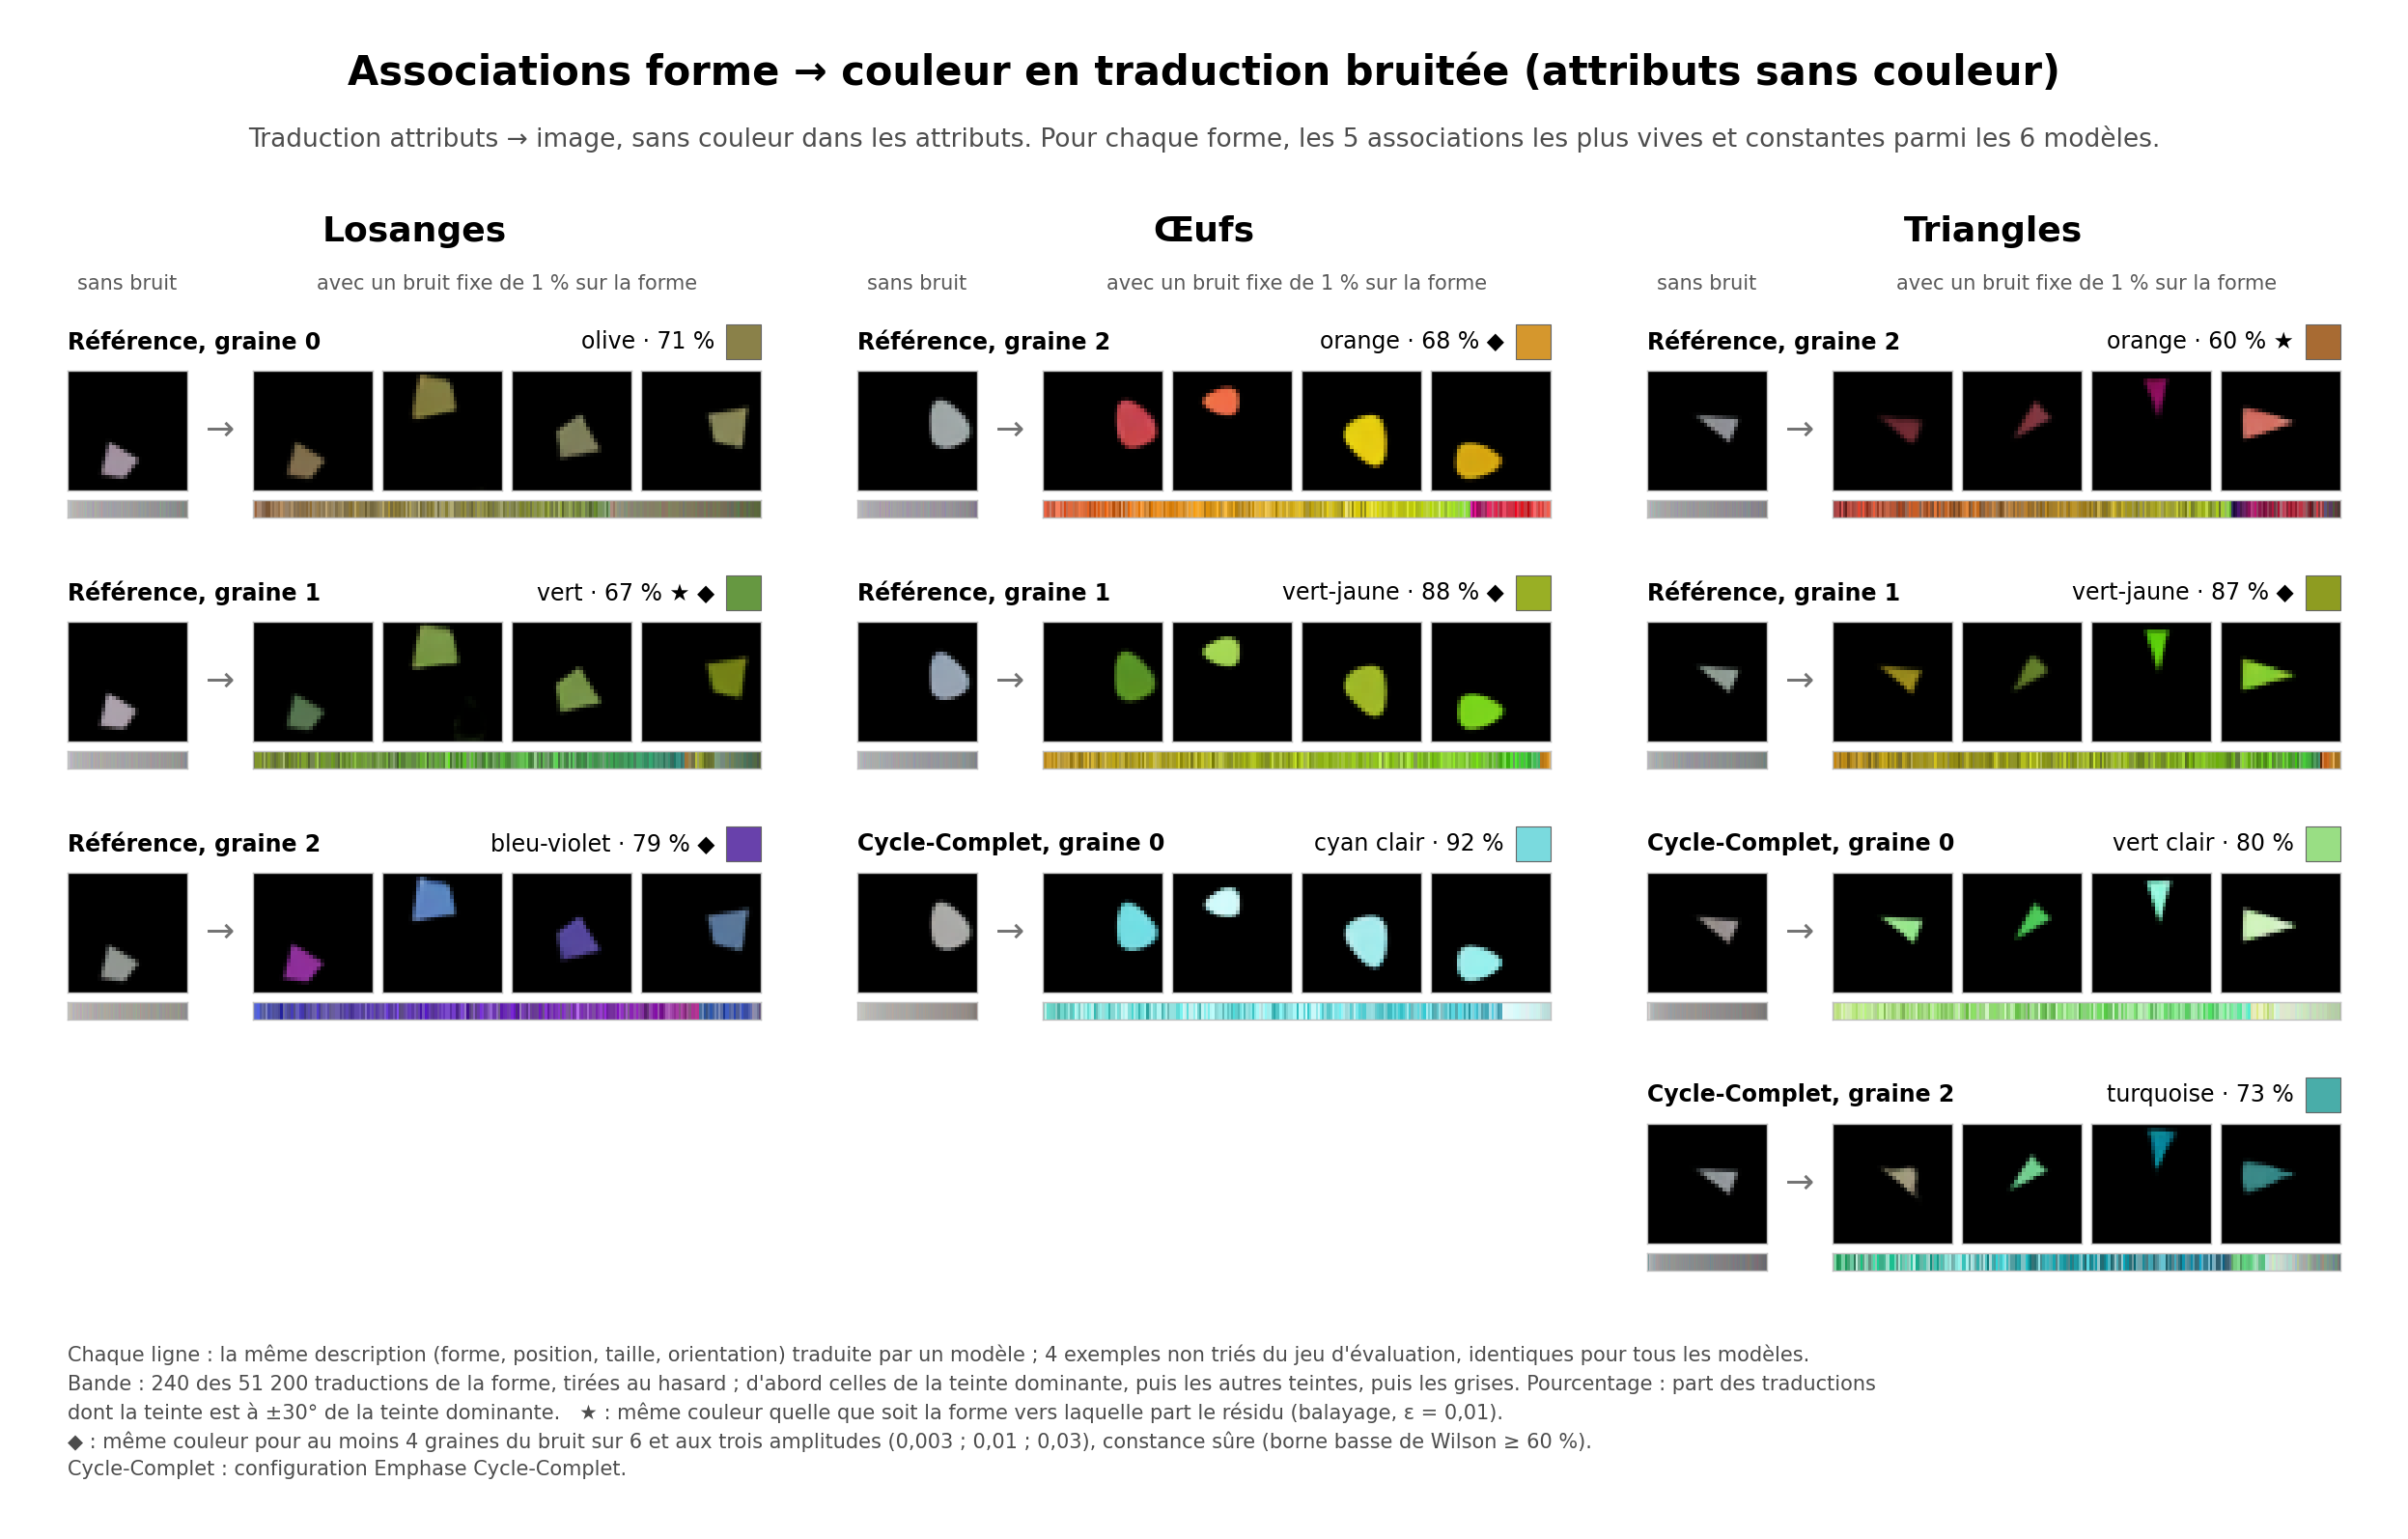 Associations forme → couleur en traduction bruitée (attributs sans couleur)
Traduction attributs → image, sans couleur dans les attributs. Pour chaque forme, les 5 associations les plus vives et constantes parmi les 6 modèles.
Losanges
sans bruit
avec un bruit fixe de 1 % sur la forme
Référence, graine 0
olive · 71 %
→
Référence, graine 1
vert · 67 % ★ ◆
→
Référence, graine 2
bleu-violet · 79 % ◆
→
Œufs
sans bruit
avec un bruit fixe de 1 % sur la forme
Référence, graine 2
orange · 68 % ◆
→
Référence, graine 1
vert-jaune · 88 % ◆
→
Cycle-Complet, graine 0
cyan clair · 92 %
→
Triangles
sans bruit
avec un bruit fixe de 1 % sur la forme
Référence, graine 2
orange · 60 % ★
→
Référence, graine 1
vert-jaune · 87 % ◆
→
Cycle-Complet, graine 0
vert clair · 80 %
→
Cycle-Complet, graine 2
turquoise · 73 %
→
Chaque ligne : la même description (forme, position, taille, orientation) traduite par un modèle ; 4 exemples non triés du jeu d'évaluation, identiques pour tous les modèles.
Bande : 240 des 51 200 traductions de la forme, tirées au hasard ; d'abord celles de la teinte dominante, puis les autres teintes, puis les grises. Pourcentage : part des traductions
dont la teinte est à ±30° de la teinte dominante. ★ : même couleur quelle que soit la forme vers laquelle part le résidu (balayage, ε = 0,01).
◆ : même couleur pour au moins 4 graines du bruit sur 6 et aux trois amplitudes (0,003 ; 0,01 ; 0,03), constance sûre (borne basse de Wilson ≥ 60 %).
Cycle-Complet : configuration Emphase Cycle-Complet.